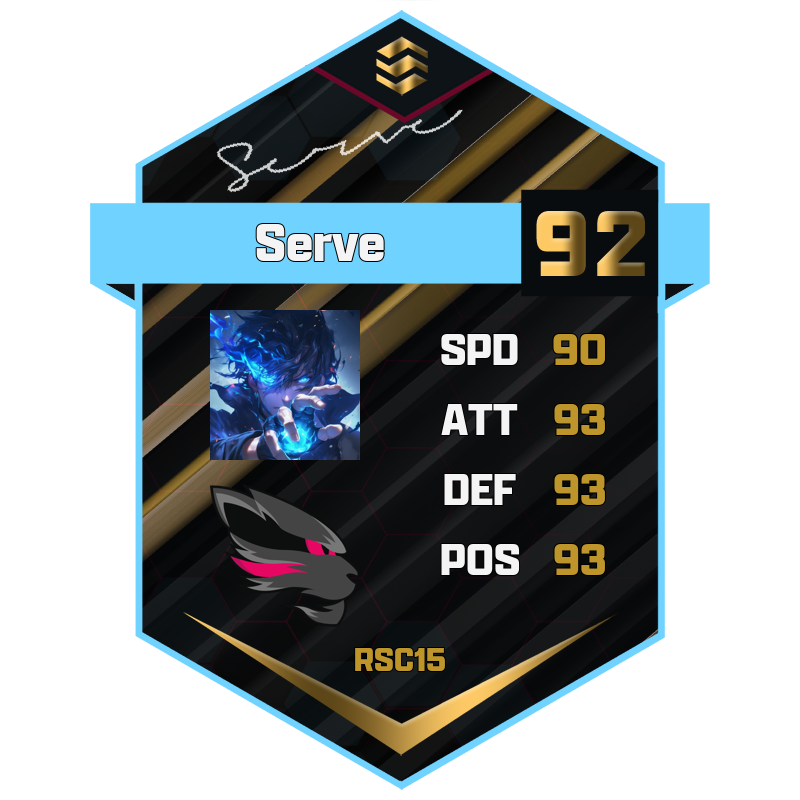 Serve
Serve 92
SPD 90
ATT 93
DEF 93
POS 93
RSC15